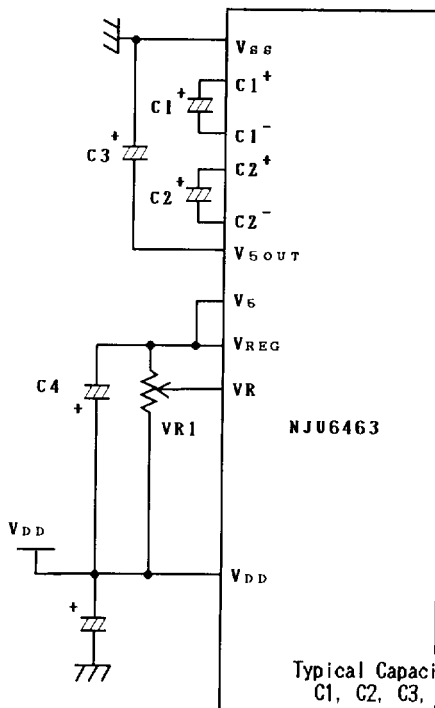 VSS
C1+
+
C1
C1-
+
C3
C2+
+
C2
C2-
V5OUT
V5
VREG
C4
+
VR
VR1
NJU6463
VDD
VDD
+
Typical Capaci
C1, C2, C3,